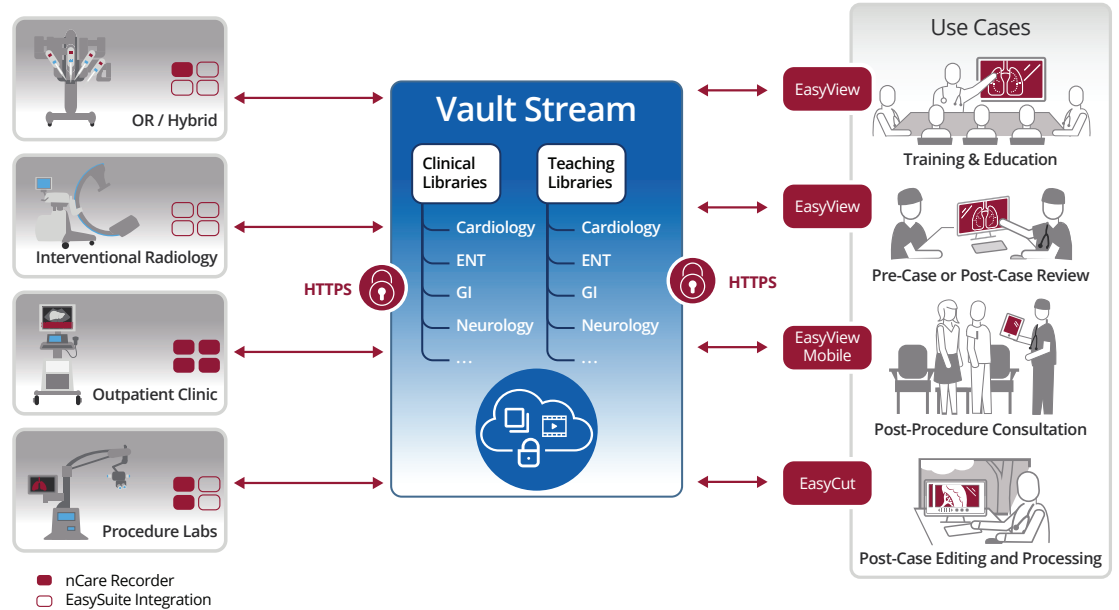 OR / Hybrid
Interventional Radiology
Outpatient Clinic
Procedure Labs
nCare Recorder
EasySuite Integration
HTTPS
Vault Stream
Clinical
Libraries
Cardiology
ENT
GI
Neurology
...
Teaching
Libraries
Cardiology
ENT
GI
Neurology
...
HTTPS
EasyView
EasyView
EasyView
Mobile
EasyCut
Use Cases
Training & Education
Pre-Case or Post-Case Review
Post-Procedure Consultation
Post-Case Editing and Processing